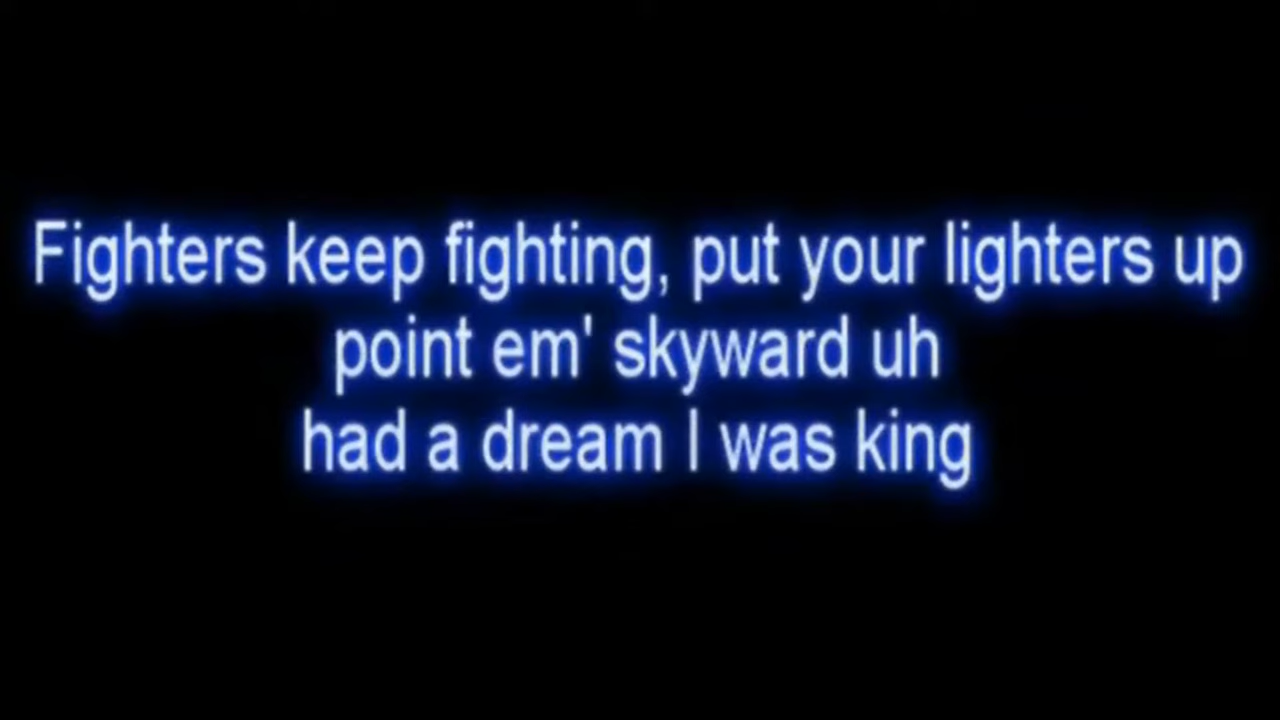 Fighters keep fighting, put your lighters up
point em' skyward uh
had a dream I was king